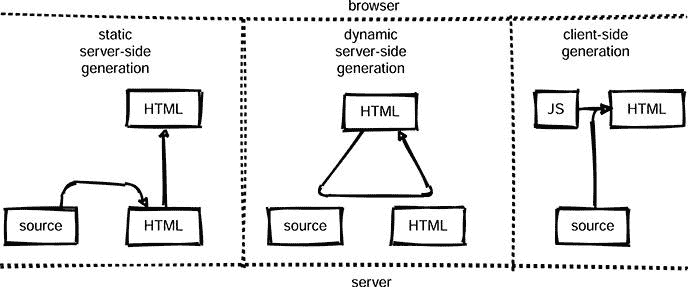 browser
static
server-side
generation
HTML
source
HTML
dynamic
server-side
generation
HTML
source
HTML
client-side
generation
JS
HTML
source
server